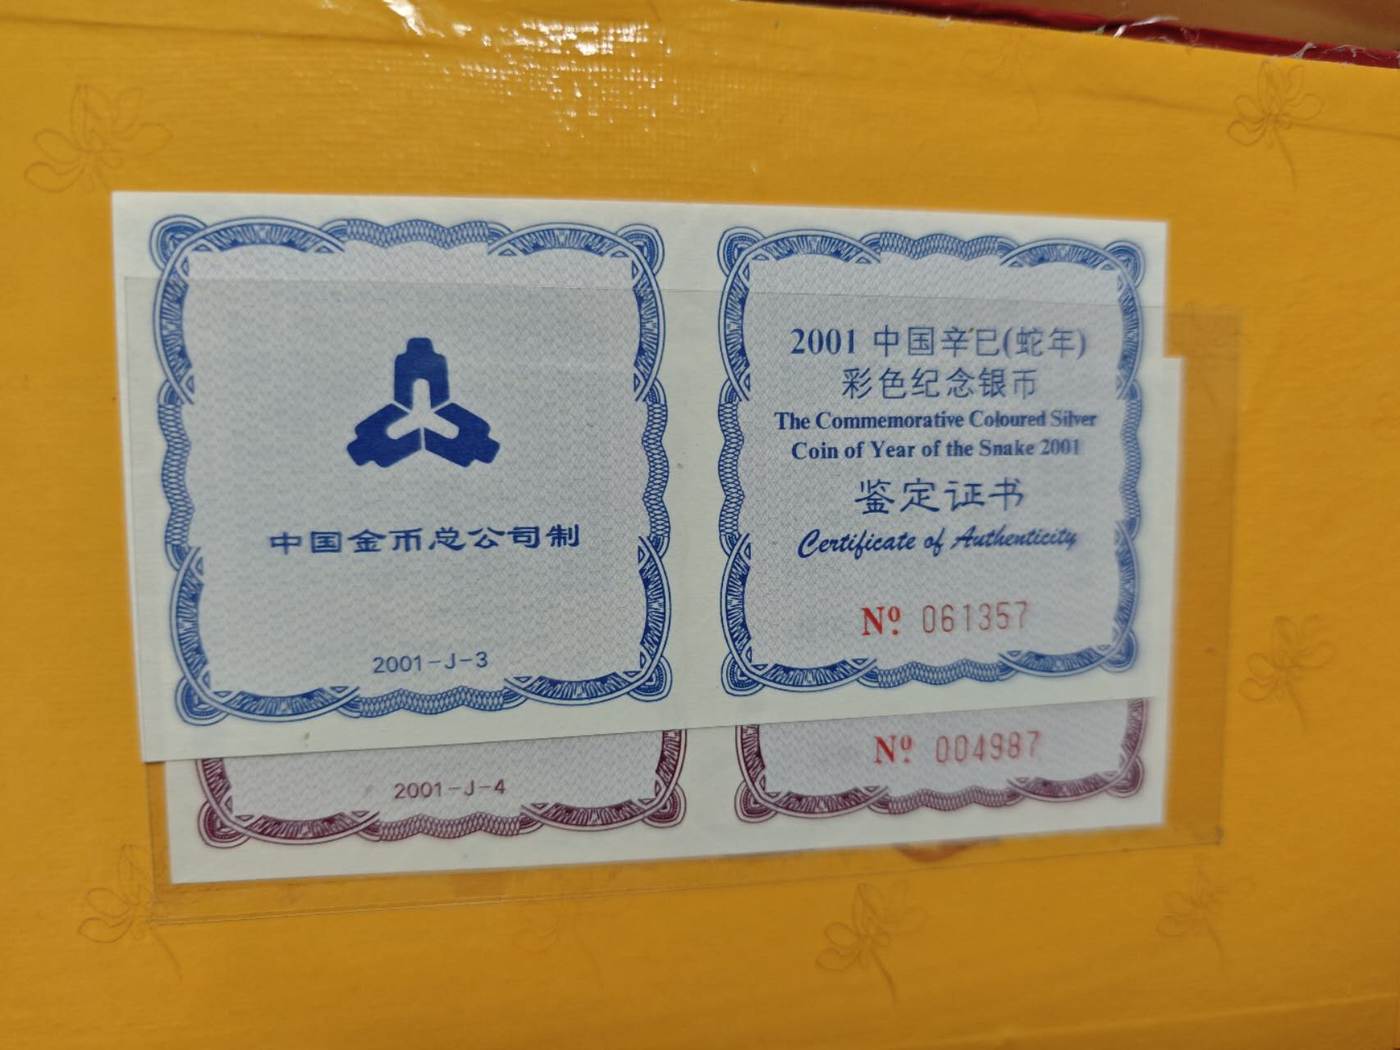 中国金币总公司制
2001-J-3
2001 中国辛巳(蛇年)
彩色纪念银币
The Commemorative Coloured Silver
Coin of Year of the Snake 2001
鉴定证书
Certificate of Authenticity
Nº 061357
2001-J-4
Nº 004987